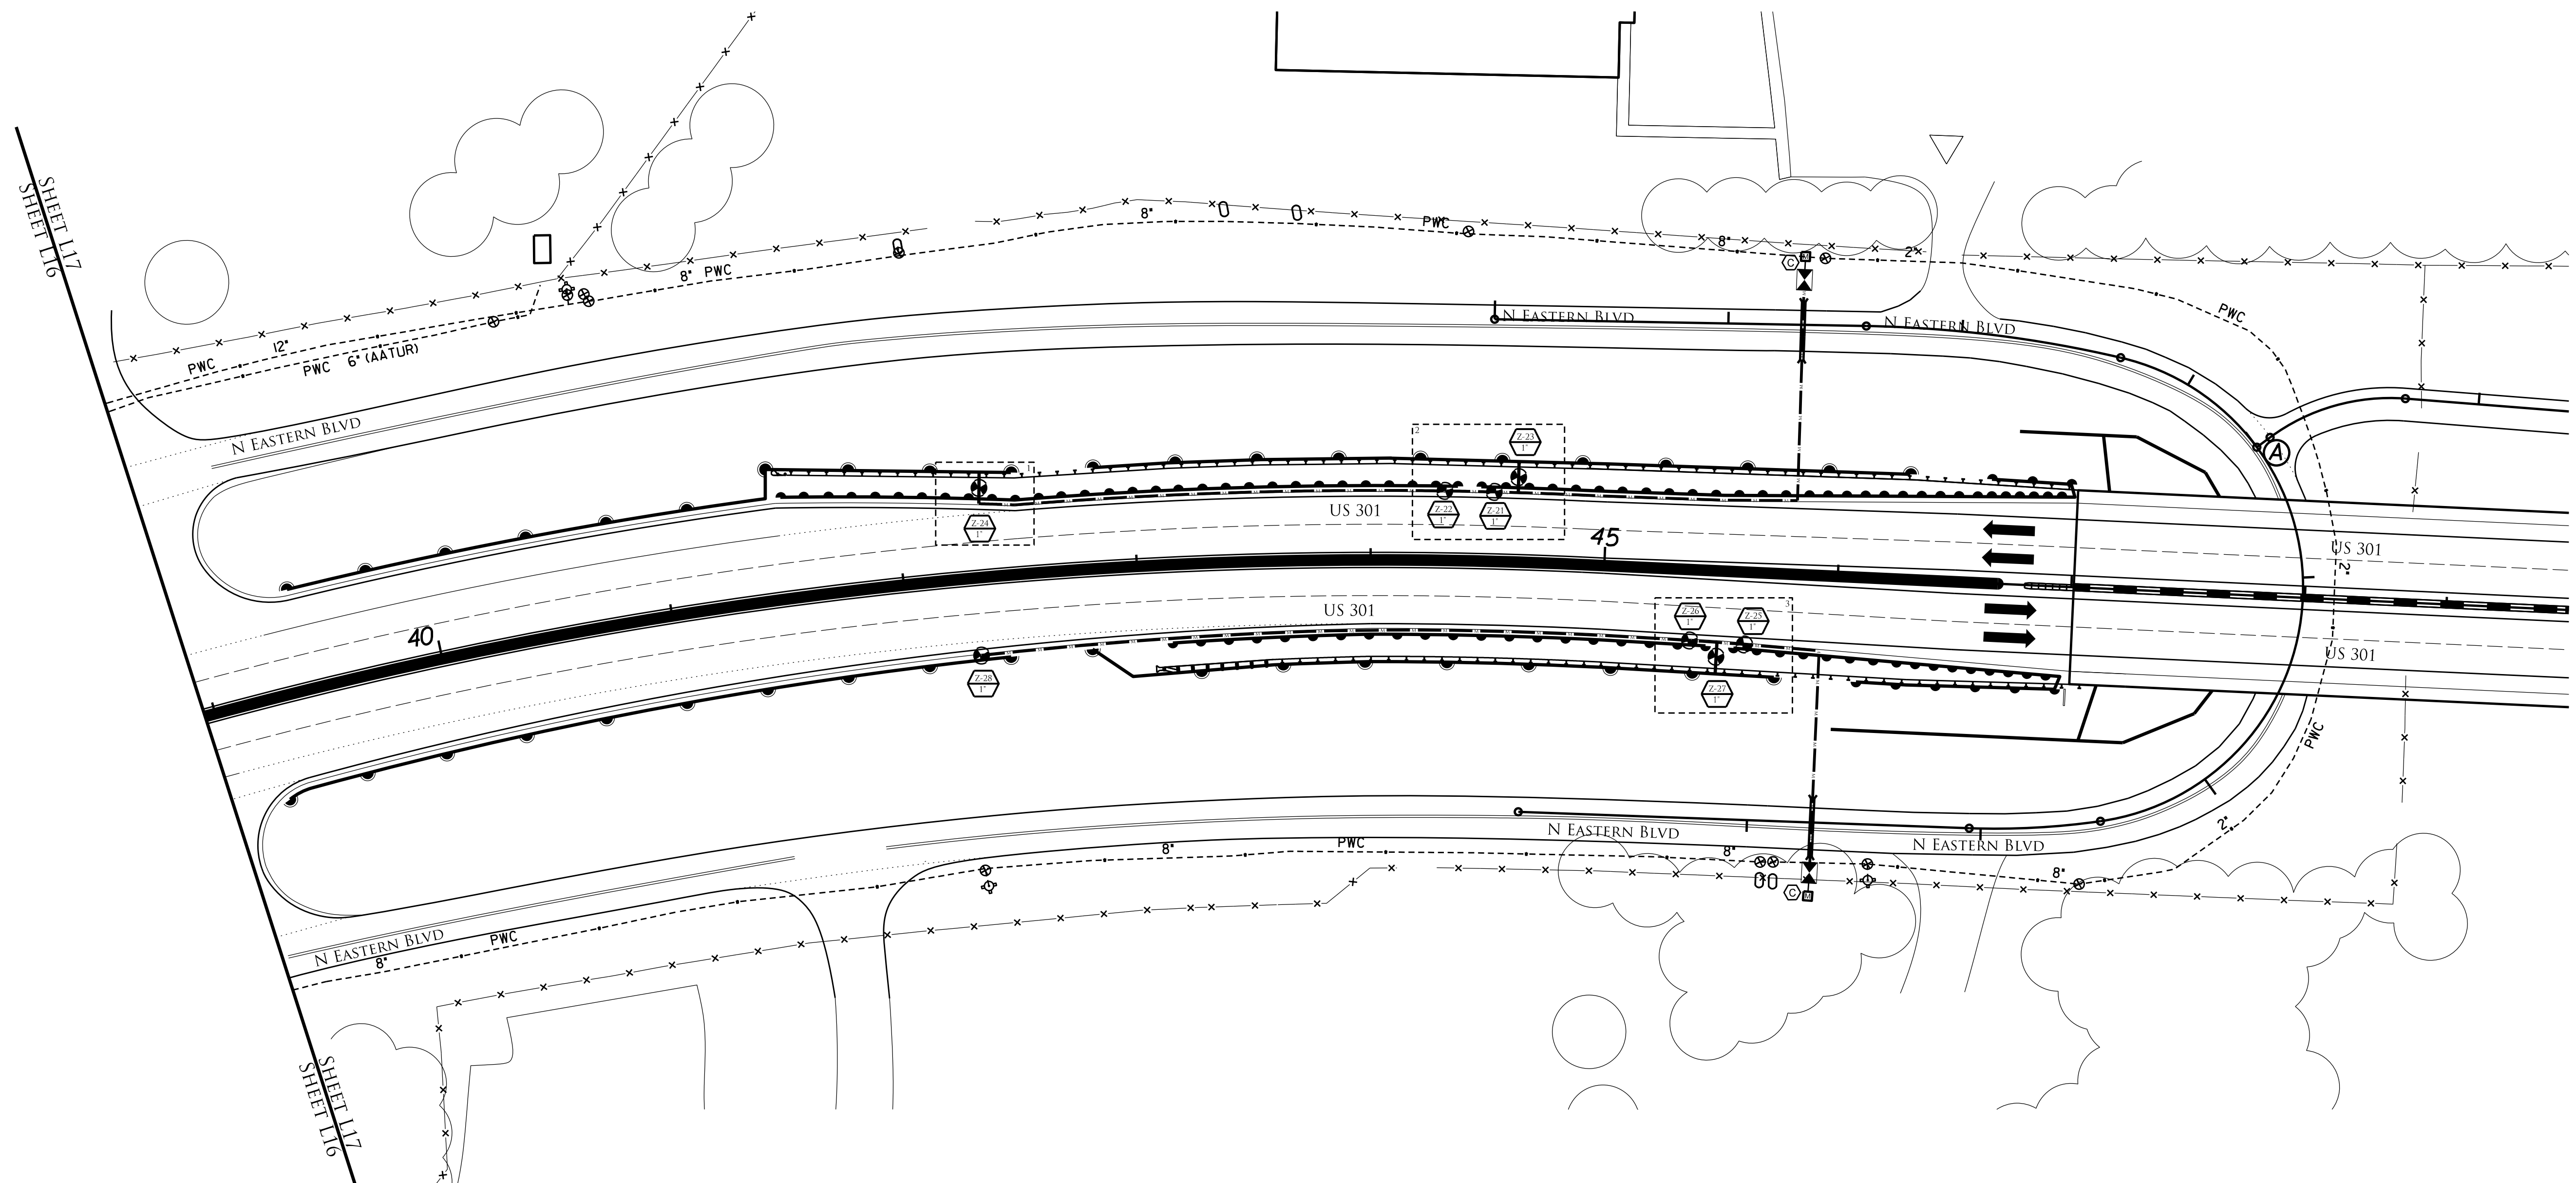 SHEET L17
SHEET L16
PWC
12"
PWC
6" (AATUR)
8"
PWC
8"
PWC
8"
2"
C
N EASTERN BLVD
N EASTERN BLVD
PWC
N EASTERN BLVD
1
2
Z-23
1"
A
Z-24
1"
Z-22
1"
Z-21
1"
US 301
45
US 301
2"
40
US 301
Z-26
1"
Z-25
1"
3
US 301
Z-28
1"
Z-27
1"
PWC
N EASTERN BLVD
N EASTERN BLVD
2"
8"
PWC
8"
8"
C
N EASTERN BLVD
PWC
8"
SHEET L17
SHEET L16